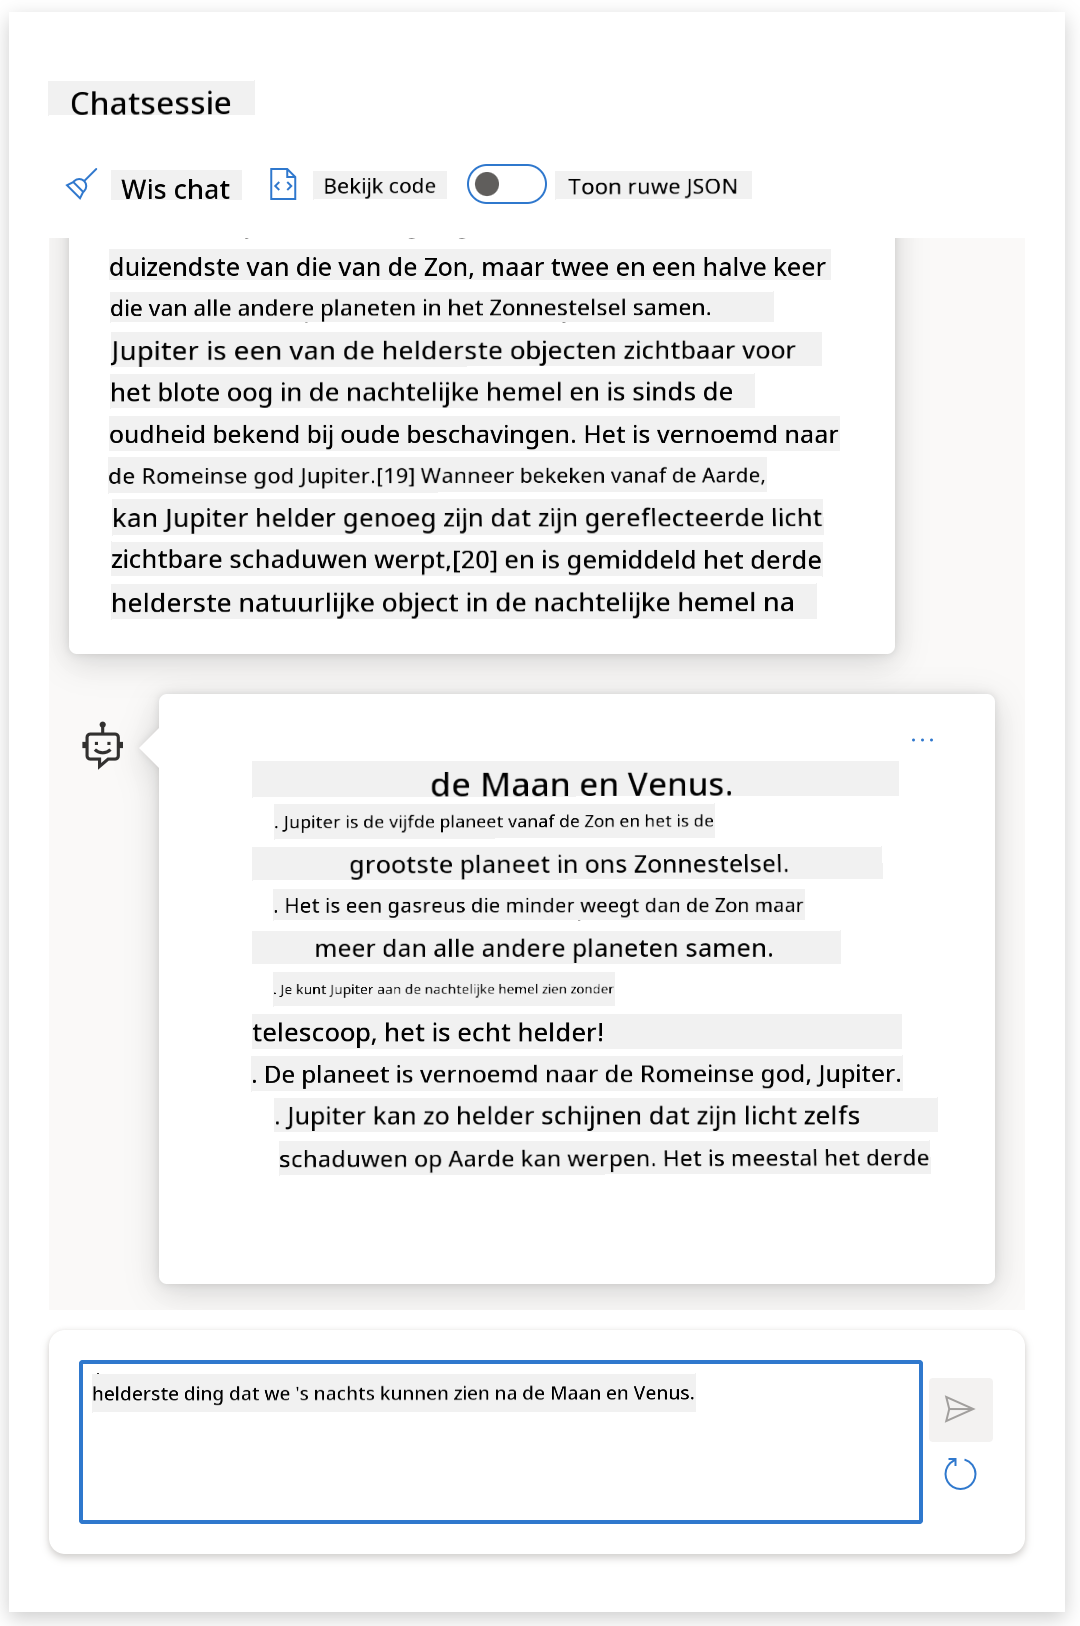 Chatsessie
Wis chat
Bekijk code
Toon ruwe JSON
duizendste van die van de Zon, maar twee en een halve keer
die van alle andere planeten in het Zonnestelsel samen.
Jupiter is een van de helderste objecten zichtbaar voor
het blote oog in de nachtelijke hemel en is sinds de
oudheid bekend bij oude beschavingen. Het is vernoemd naar
de Romeinse god Jupiter.[19] Wanneer bekeken vanaf de Aarde,
kan Jupiter helder genoeg zijn dat zijn gereflecteerde licht
zichtbare schaduwen werpt,[20] en is gemiddeld het derde
helderste natuurlijke object in de nachtelijke hemel na
de Maan en Venus.
. Jupiter is de vijfde planeet vanaf de Zon en het is de
grootste planeet in ons Zonnestelsel.
. Het is een gasreus die minder weegt dan de Zon maar
meer dan alle andere planeten samen.
. Je kunt Jupiter aan de nachtelijke hemel zien zonder
telescoop, het is echt helder!
. De planeet is vernoemd naar de Romeinse god, Jupiter.
. Jupiter kan zo helder schijnen dat zijn licht zelfs
schaduwen op Aarde kan werpen. Het is meestal het derde
helderste ding dat we 's nachts kunnen zien na de Maan en Venus.